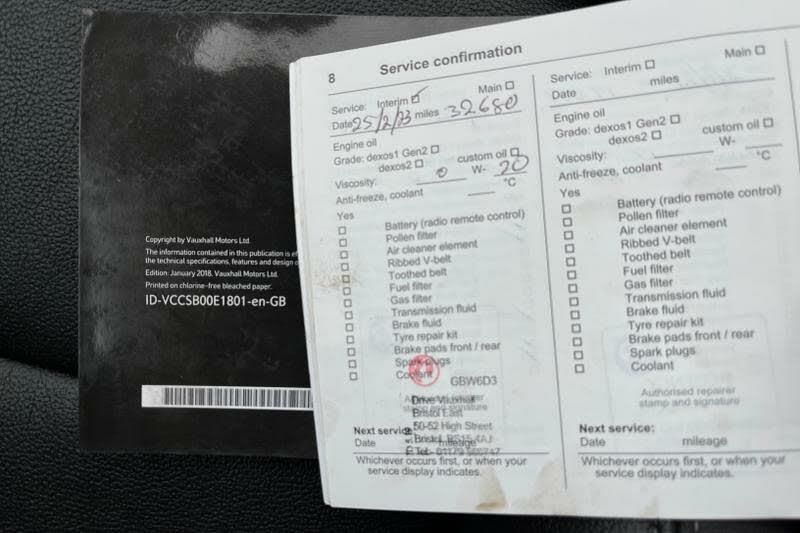 Copyright by Vauxhall Motors Ltd.
The information contained in this publication is ef
the technical specifications, features and design o
Edition: January 2018. Vauxhall Motors Ltd.
Printed on chlorine-free bleached paper.
ID-VCCSB00E1801-en-GB
8 Service confirmation
Service: Interim Main
Date 25/2/23 miles 32680
Engine oil
Grade: dexos1 Gen2
dexos2 custom oil
Viscosity: 0 W- 20
Anti-freeze, coolant °C
Yes
Battery (radio remote control)
Pollen filter
Air cleaner element
Ribbed V-belt
Toothed belt
Fuel filter
Gas filter
Transmission fluid
Brake fluid
Tyre repair kit
Brake pads front / rear
Spark plugs
Coolant
GBW6D3
Drive Vauxhall
Bristol East
50-52 High Street
Bristol,
Next service:
Date mileage
Whichever occurs first, or when your
service display indicates.
Service: Interim Main
Date miles
Engine oil
Grade: dexos1 Gen2
dexos2 custom oil
Viscosity: W-
Anti-freeze, coolant °C
Yes
Battery (radio remote control)
Pollen filter
Air cleaner element
Ribbed V-belt
Toothed belt
Fuel filter
Gas filter
Transmission fluid
Brake fluid
Tyre repair kit
Brake pads front / rear
Spark plugs
Coolant
Authorised repairer
stamp and signature
Next service:
Date mileage
Whichever occurs first, or when your
service display indicates.